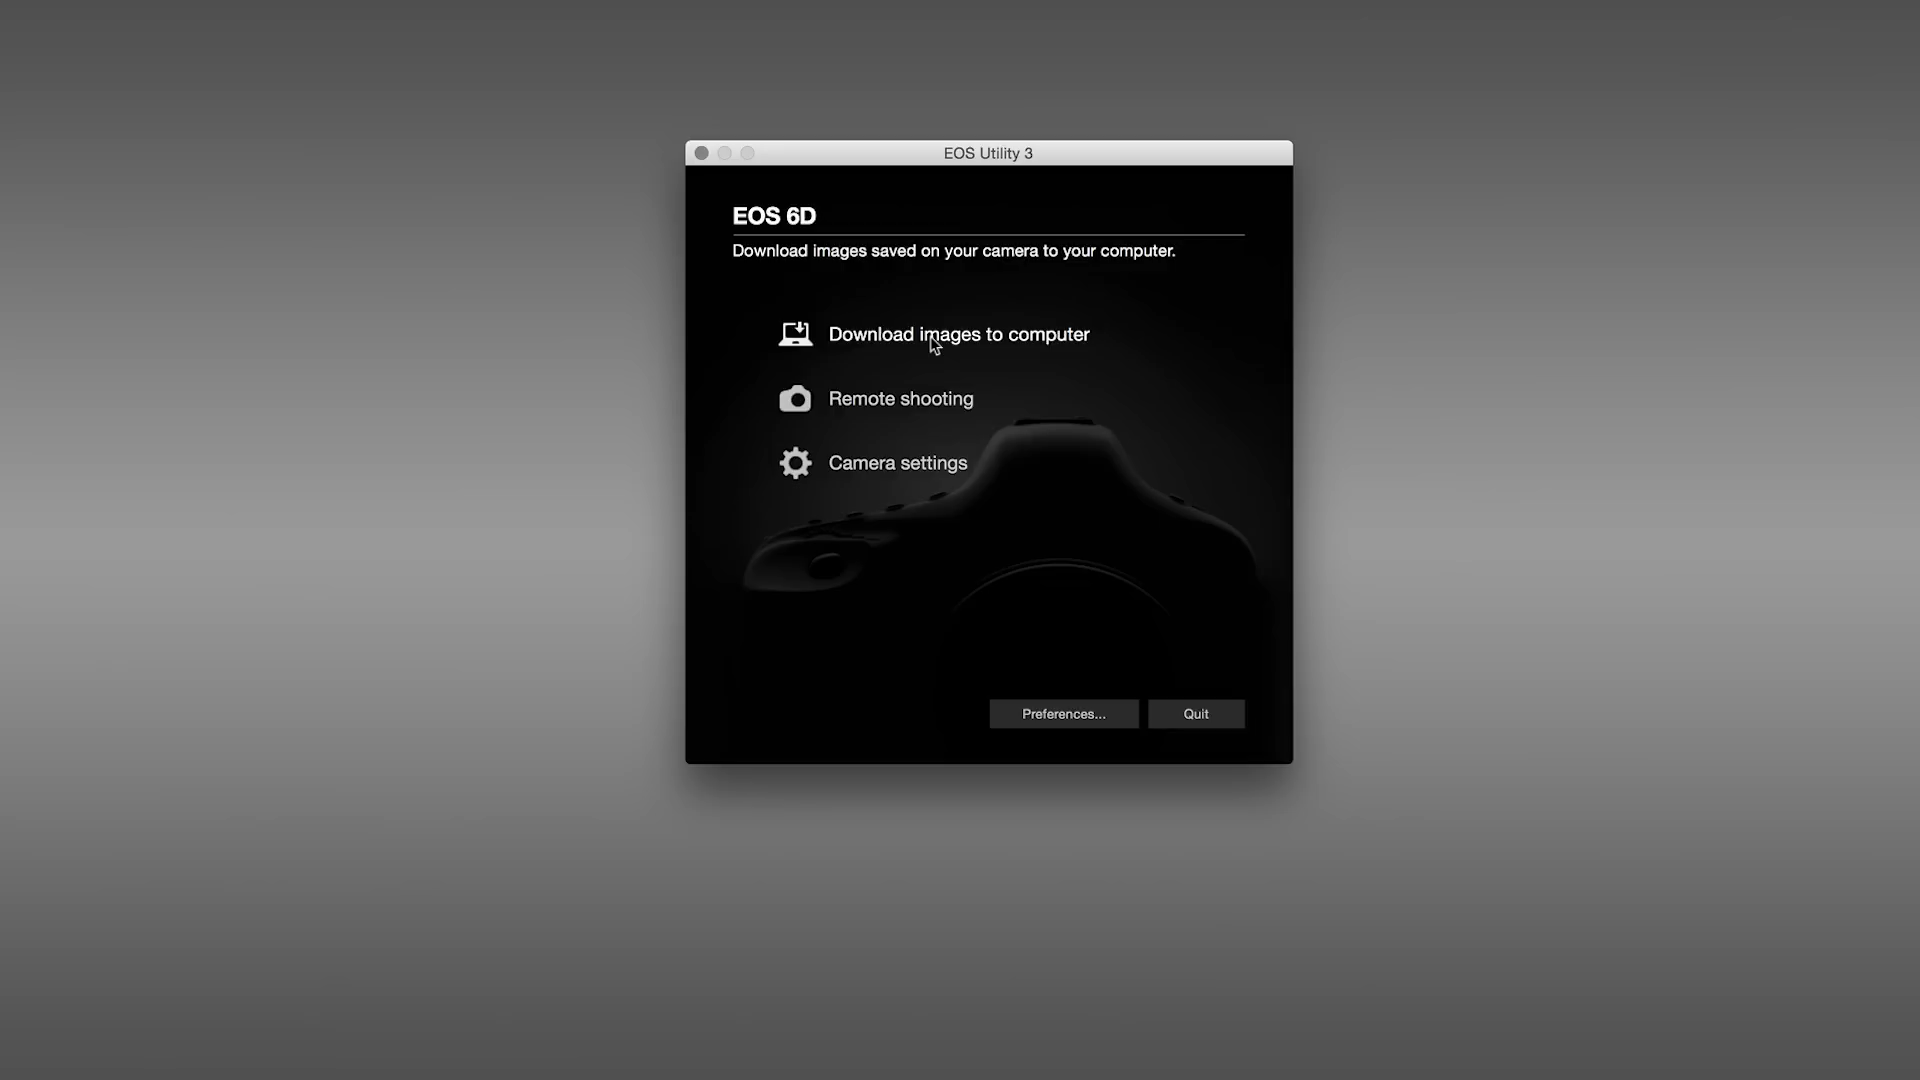 EOS Utility 3
EOS 6D
Download images saved on your camera to your computer.
Download images to computer
Remote shooting
Camera settings
Preferences...
Quit